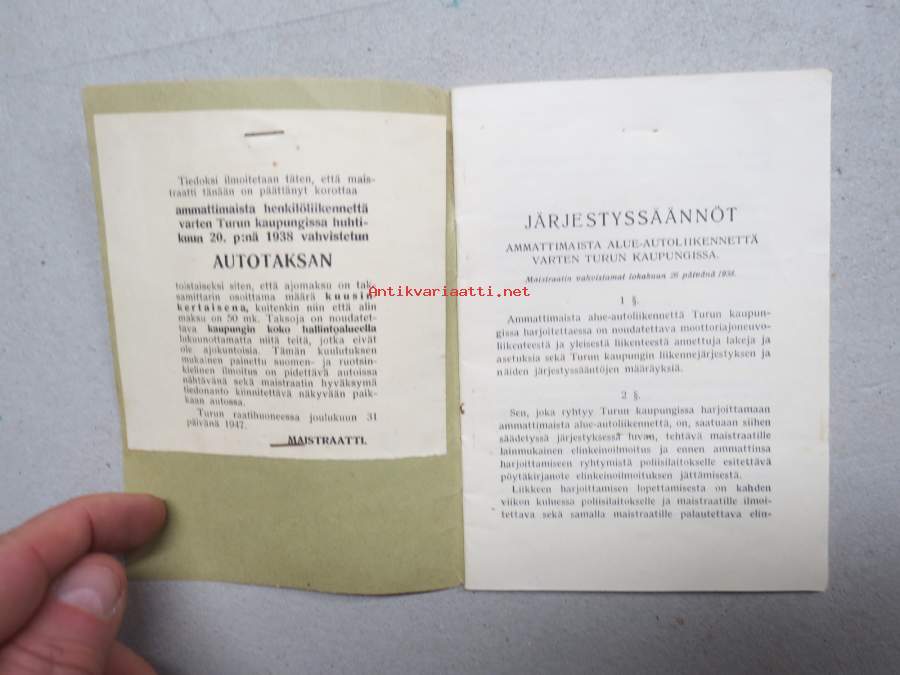 Tiedoksi ilmoitetaan täten, että mais-
traatti tänään on päättänyt korottaa
ammattimaista henkilöliikennettä
varten Turun kaupungissa huhti-
kuun 20. p:nä 1938 vahvistetun
AUTOTAKSAN
toistaiseksi siten, että ajomaksu on tak-
samittarin osoittama määrä kuusin-
kertaisena, koitenkin niin että alin
maksu on 50 mk. Taksoja on noudatet-
tava kaupungin koko hallintoalueella
lukuunottamatta niitä teitä, jotka eivät
ole ajokuntoisia. Tämän kuulutuksen
mukainen painettu suomen- ja ruotsin-
kielinen ilmoitus on pidettävä autoissa
nähtävänä sekä maistraatin hyväksymä
tiedonanto kiinnitettävä näkyvään paik-
kaan autossa.
Turun raatihuoneessa joulukuun 31
päivänä 1947.
MAISTRAATTI.
JÄRJESTYSSÄÄNNÖT
AMMATTIMAISTA ALUE-AUTOLIIKENNETTÄ
VARTEN TURUN KAUPUNGISSA.
Maistraatin vahvistamat lokakuun 26 päivänä 1938.
Antikvariaatti.net
1 §.
Ammattimaista alue-autoliikennettä Turun kaupun-
gissa harjoitettaessa on noudatettava moottoriajoneuvo-
liikenteestä ja yleisestä liikenteestä annettuja lakeja ja
asetuksia sekä Turun kaupungin liikennejärjestyksen ja
näiden järjestyssääntöjen määräyksiä.
2 §.
Sen, joka ryhtyy Turun kaupungissa harjoittamaan
ammattimaista alue-autoliikennettä, on, saatuaan siihen
säädetyssä järjestyksessä luvan, tehtävä maistraatille
lainmukainen elinkeinoilmoitus ja ennen ammattinsa
harjoittamiseen ryhtymistä poliisilaitokselle esitettävä
pöytäkirjanote elinkeinoilmoituksen jättämisestä.
Liikkeen harjoittamisen lopettamisesta on kahden
viikon kuluessa poliisilaitokselle ja maistraatille ilmoi-
tettava sekä samalla maistraatille palautettava elin-